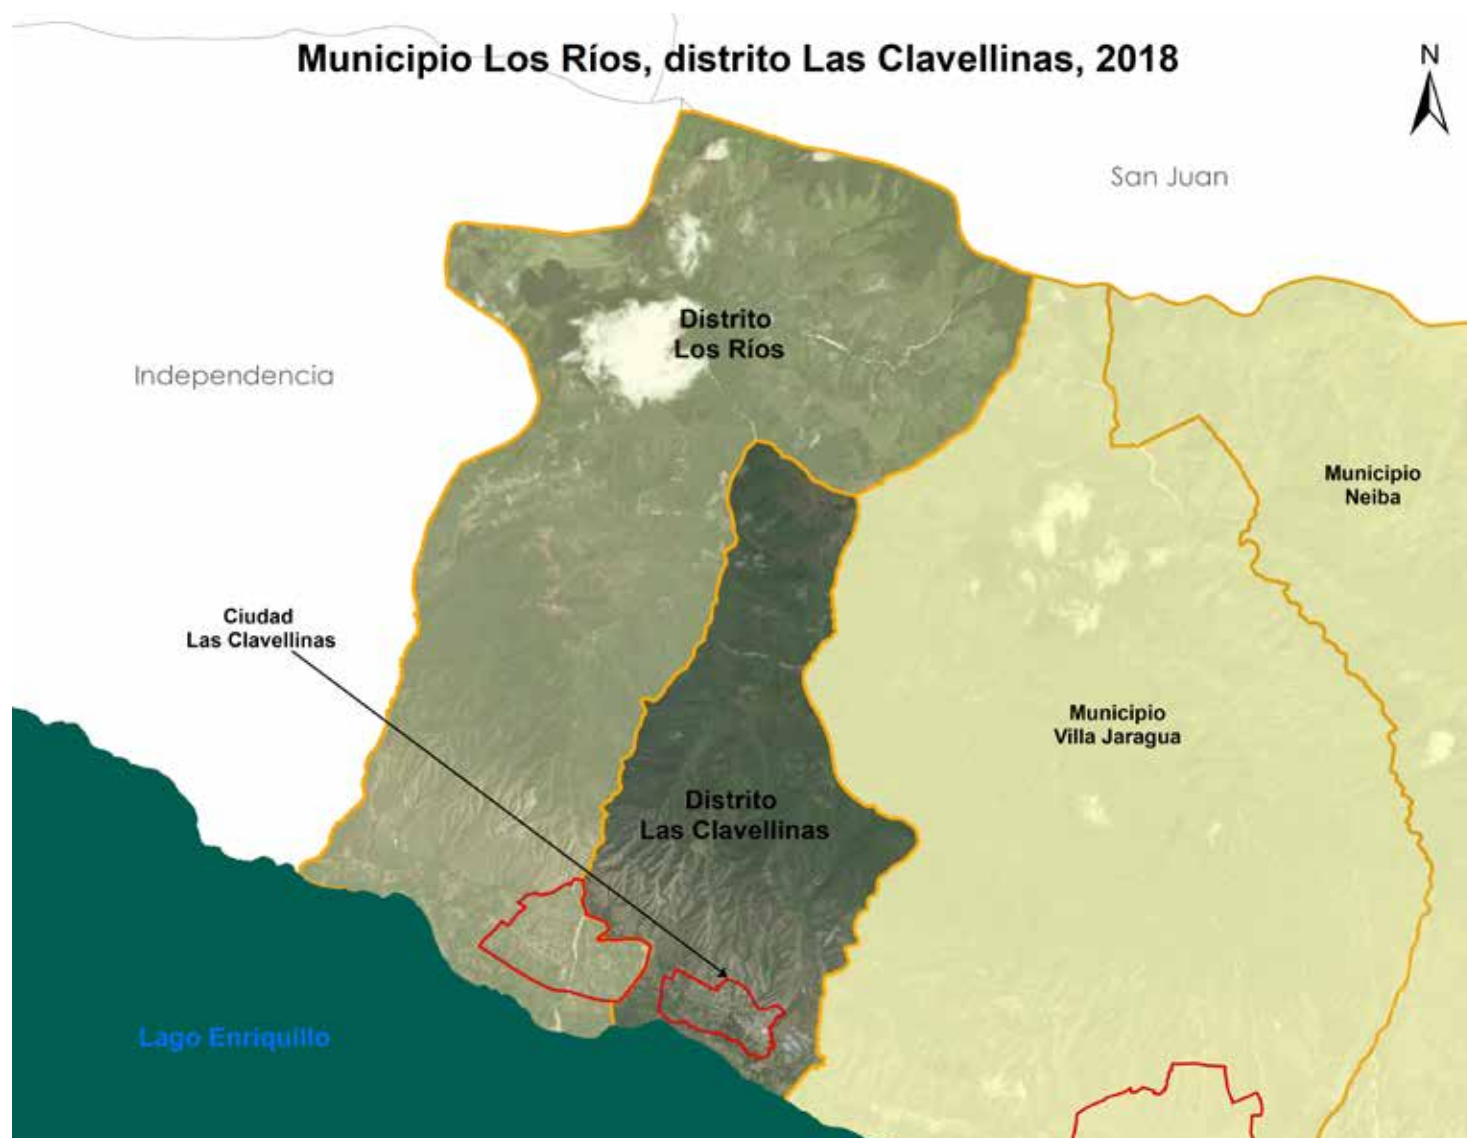 Municipio Los Ríos, distrito Las Clavellinas, 2018
N
San Juan
Distrito
Los Ríos
Independencia
Municipio
Neiba
Ciudad
Las Clavellinas
Municipio
Villa Jaragua
Distrito
Las Clavellinas
Lago Enriquillo